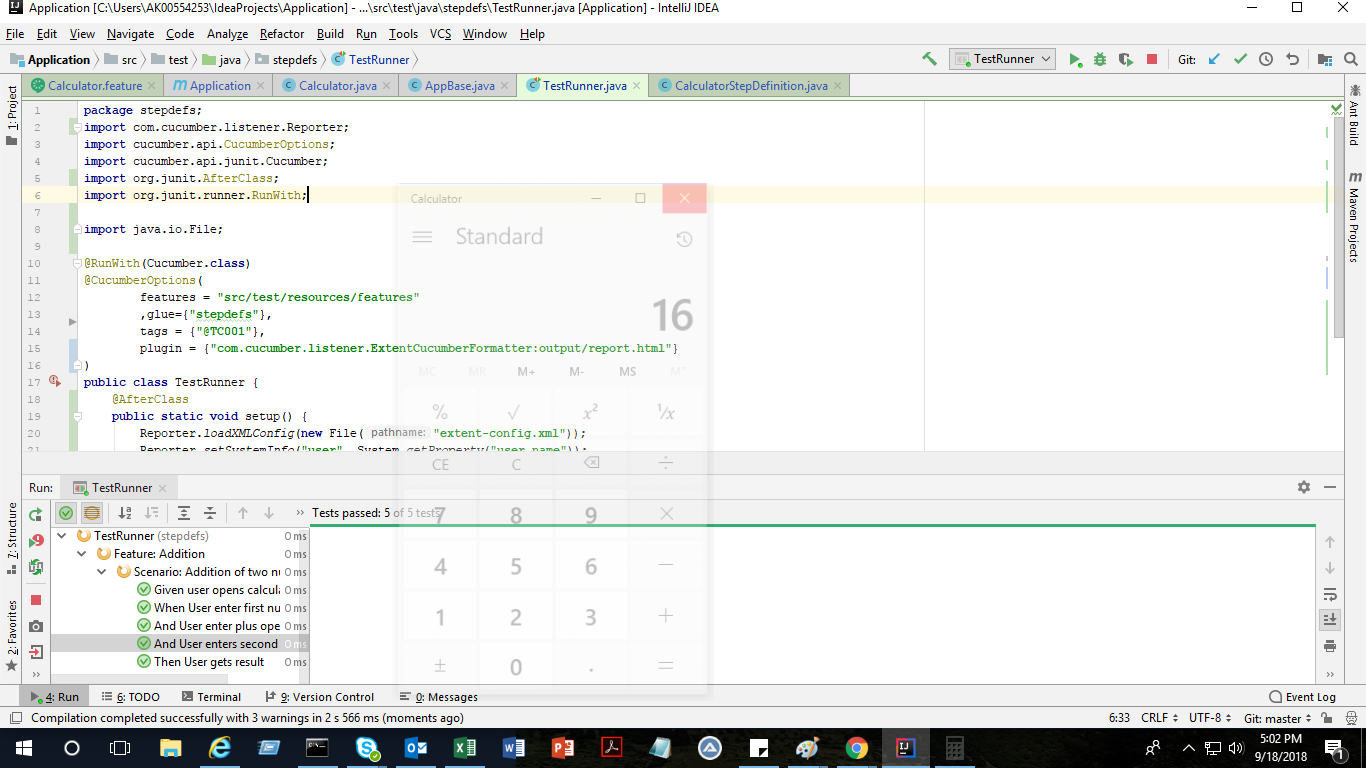 Application [C:\Users\AK00554253\IdeaProjects\Application] - ...\src\test\java\stepdefs\TestRunner.java [Application] - IntelliJ IDEA
File Edit View Navigate Code Analyze Refactor Build Run Tools VCS Window Help
Application src test java stepdefs TestRunner
TestRunner
Git:
Calculator.feature Application Calculator.java AppBase.java TestRunner.java CalculatorStepDefinition.java
1: Project
7: Structure
2: Favorites
1 package stepdefs;
2 import com.cucumber.listener.Reporter;
3 import cucumber.api.CucumberOptions;
4 import cucumber.api.junit.Cucumber;
5 import org.junit.AfterClass;
6 import org.junit.runner.RunWith;
7
8 import java.io.File;
9
10 @RunWith(Cucumber.class)
11 @CucumberOptions(
12 features = "src/test/resources/features"
13 ,glue={"stepdefs"},
14 tags = {"@TC001"},
15 plugin = {"com.cucumber.listener.ExtentCucumberFormatter:output/report.html"}
16 )
17 public class TestRunner {
18 @AfterClass
19 public static void setup() {
20 Reporter.loadXMLConfig(new File( pathname: "extent-config.xml"));
21 Reporter.setSystemInfo("user", System.getProperty("user.name"));
Calculator
Standard
16
MC MR M+ M- MS M˅
% √ x² ¹/x
CE C ÷
7 8 9 ×
4 5 6 −
1 2 3 +
± 0 . =
Ant Build
Maven Projects
Run: TestRunner
Tests passed: 5 of 5 tests
TestRunner (stepdefs) 0 ms
Feature: Addition 0 ms
Scenario: Addition of two nu 0 ms
Given user opens calcula 0 ms
When User enter first nu 0 ms
And User enter plus ope 0 ms
And User enters second 0 ms
Then User gets result 0 ms
4: Run 6: TODO Terminal 9: Version Control 0: Messages Event Log
Compilation completed successfully with 3 warnings in 2 s 566 ms (moments ago) 6:33 CRLF UTF-8 Git: master
5:02 PM
9/18/2018
1